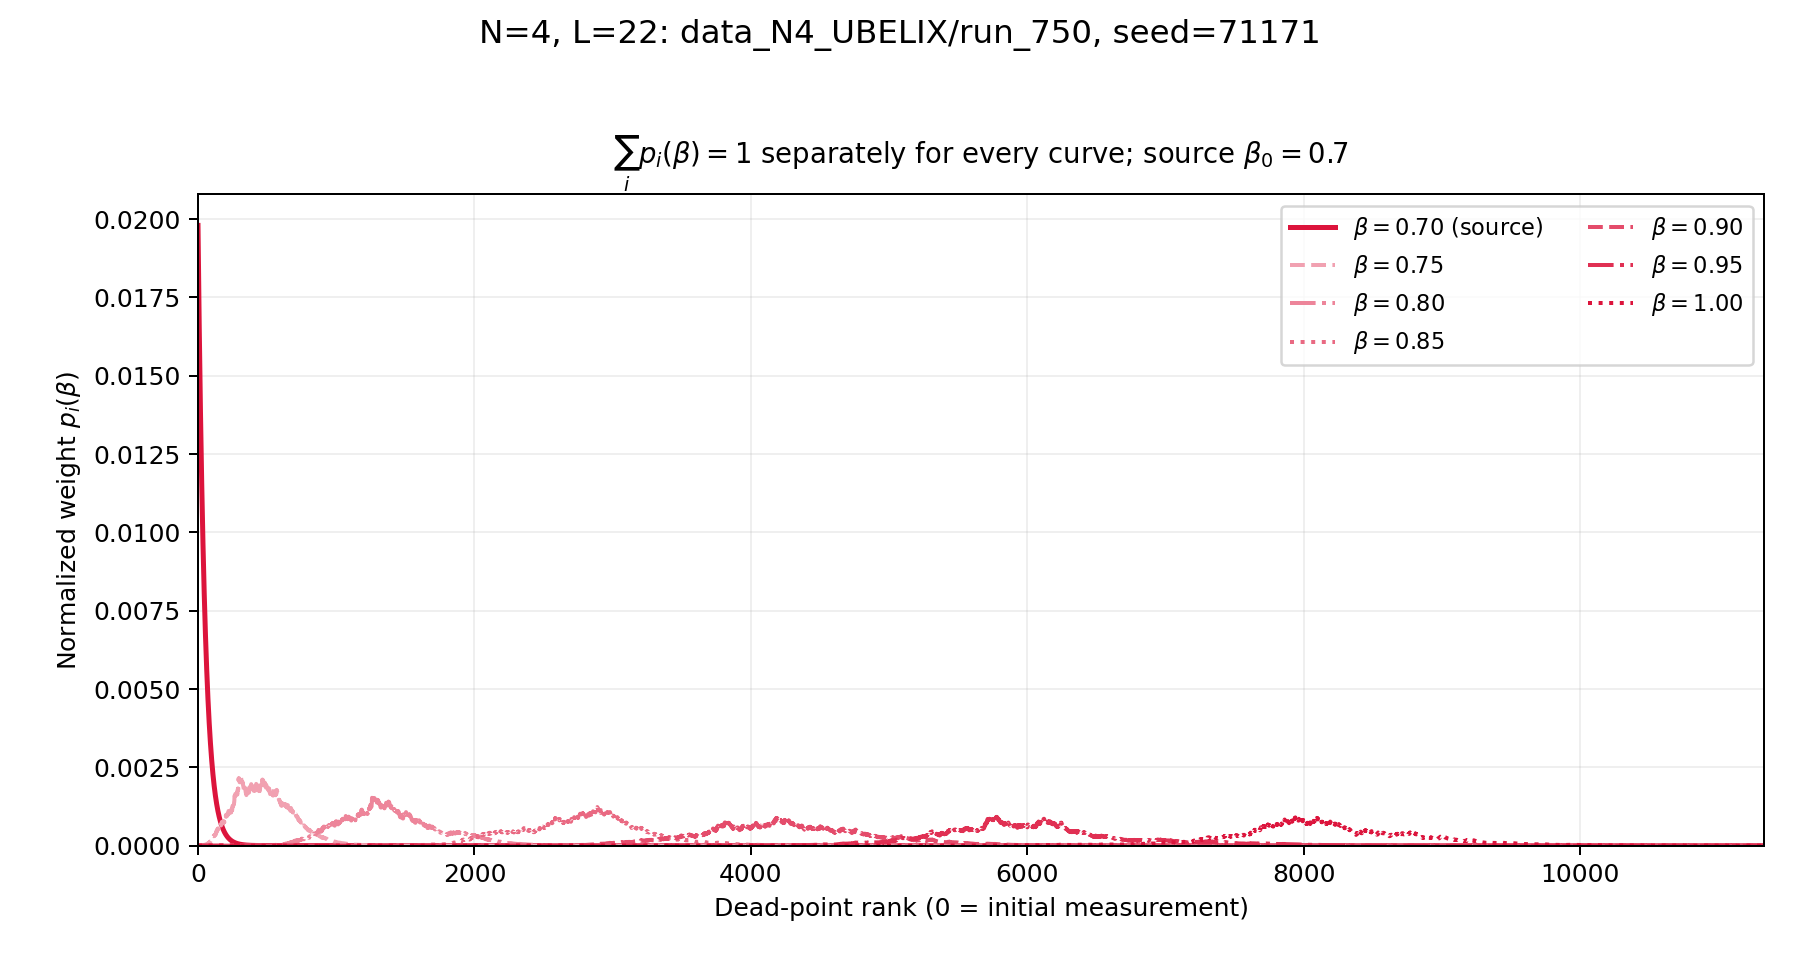 N=4, L=22: data_N4_UBELIX/run_750, seed=71171
∑ᵢ pᵢ(β) = 1 separately for every curve; source β₀ = 0.7
Normalized weight pᵢ(β)
0.0200
0.0175
0.0150
0.0125
0.0100
0.0075
0.0050
0.0025
0.0000
β = 0.70 (source)
β = 0.75
β = 0.80
β = 0.85
β = 0.90
β = 0.95
β = 1.00
0 2000 4000 6000 8000 10000
Dead-point rank (0 = initial measurement)